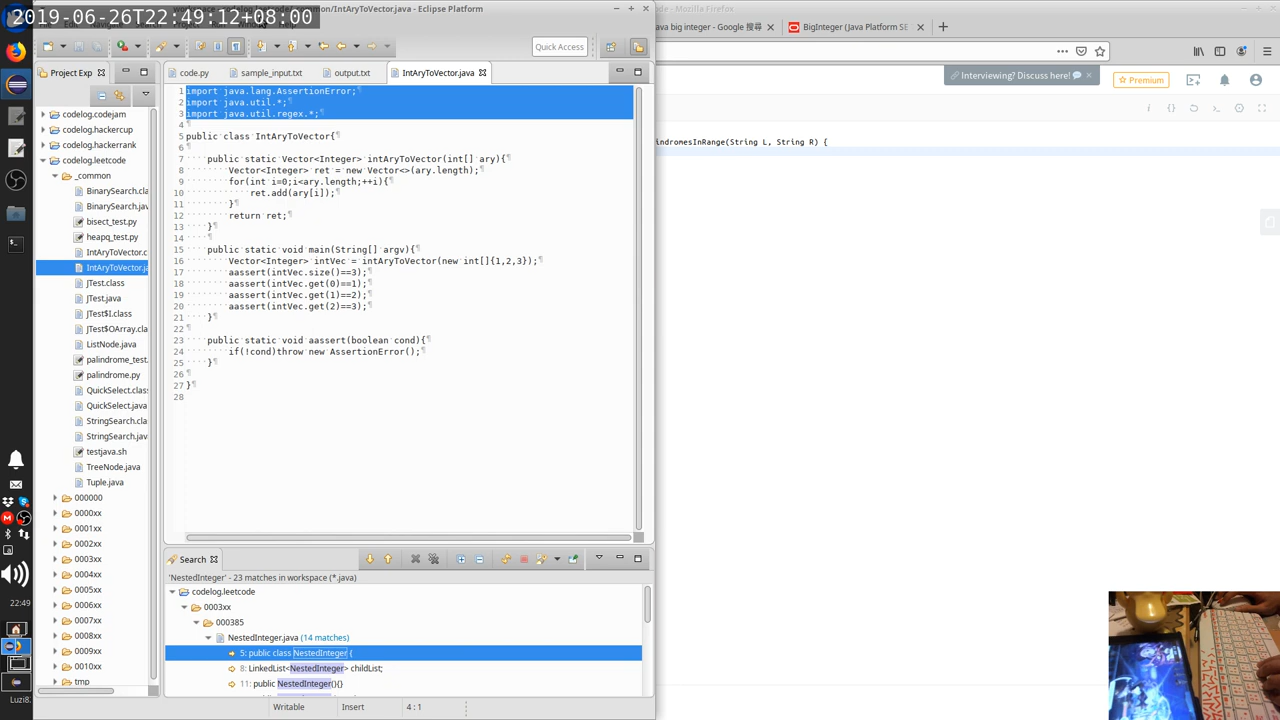 2019-06-26T22:49:12+08:00
common/IntAryToVector.java - Eclipse Platform
Mozilla Firefox
ava big integer - Google 搜尋
BigInteger (Java Platform SE
Quick Access
Interviewing? Discuss here!
Premium
Project Exp
code.py
sample_input.txt
output.txt
IntAryToVector.java
codelog.codejam
codelog.hackercup
codelog.hackerrank
codelog.leetcode
_common
BinarySearch.cla
BinarySearch.jav
bisect_test.py
heapq_test.py
IntAryToVector.c
IntAryToVector.ja
JTest.class
JTest.java
JTest$I.class
JTest$OArray.cla
ListNode.java
palindrome_test.
palindrome.py
QuickSelect.class
QuickSelect.java
StringSearch.cla
StringSearch.jav
testjava.sh
TreeNode.java
Tuple.java
000000
0000xx
0001xx
0002xx
0003xx
0004xx
0005xx
0006xx
0007xx
0008xx
0009xx
0010xx
tmp
1 import java.lang.AssertionError;
2 import java.util.*;
3 import java.util.regex.*;
4
5 public class IntAryToVector{
6
7 public static Vector<Integer> intAryToVector(int[] ary){
8 Vector<Integer> ret = new Vector<>(ary.length);
9 for(int i=0;i<ary.length;++i){
10 ret.add(ary[i]);
11 }
12 return ret;
13 }
14
15 public static void main(String[] argv){
16 Vector<Integer> intVec = intAryToVector(new int[]{1,2,3});
17 aassert(intVec.size()==3);
18 aassert(intVec.get(0)==1);
19 aassert(intVec.get(1)==2);
20 aassert(intVec.get(2)==3);
21 }
22
23 public static void aassert(boolean cond){
24 if(!cond)throw new AssertionError();
25 }
26
27 }
28
indromesInRange(String L, String R) {
Search
'NestedInteger' - 23 matches in workspace (*.java)
codelog.leetcode
0003xx
000385
NestedInteger.java (14 matches)
5: public class NestedInteger {
8: LinkedList<NestedInteger> childList;
11: public NestedInteger(){}
Writable
Insert
4 : 1
22:49
Luzi8